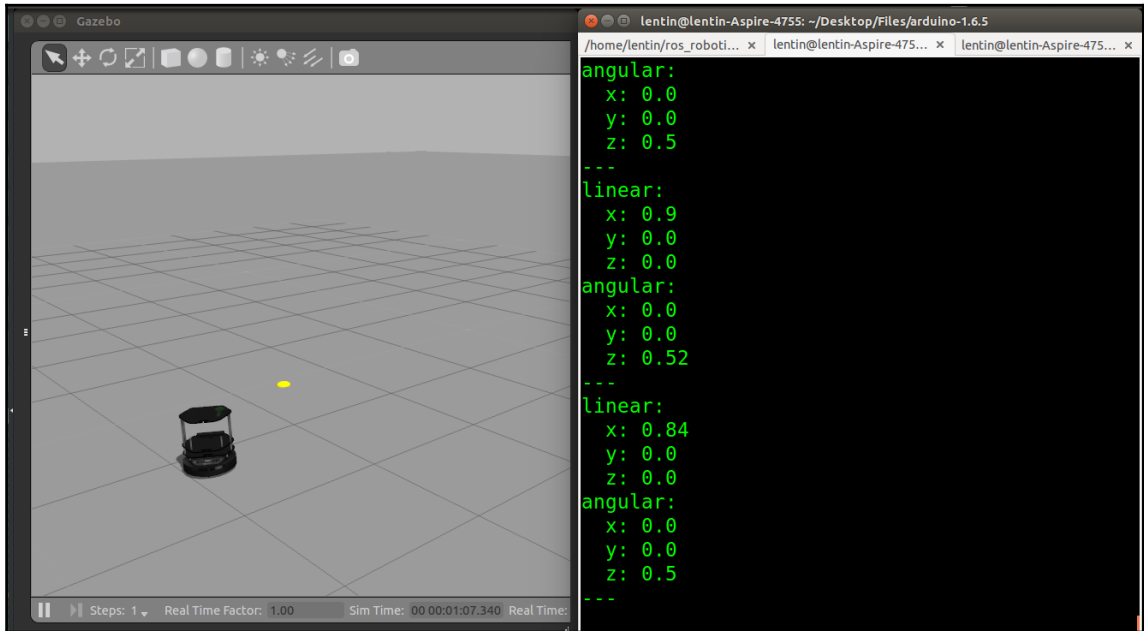 Gazebo
Steps: 1
Real Time Factor: 1.00
Sim Time: 00 00:01:07.340
Real Time:
lentin@lentin-Aspire-4755: ~/Desktop/Files/arduino-1.6.5
/home/lentin/ros_roboti... ×
lentin@lentin-Aspire-475... ×
lentin@lentin-Aspire-475... ×
angular:
x: 0.0
y: 0.0
z: 0.5
---
linear:
x: 0.9
y: 0.0
z: 0.0
angular:
x: 0.0
y: 0.0
z: 0.52
---
linear:
x: 0.84
y: 0.0
z: 0.0
angular:
x: 0.0
y: 0.0
z: 0.5
---